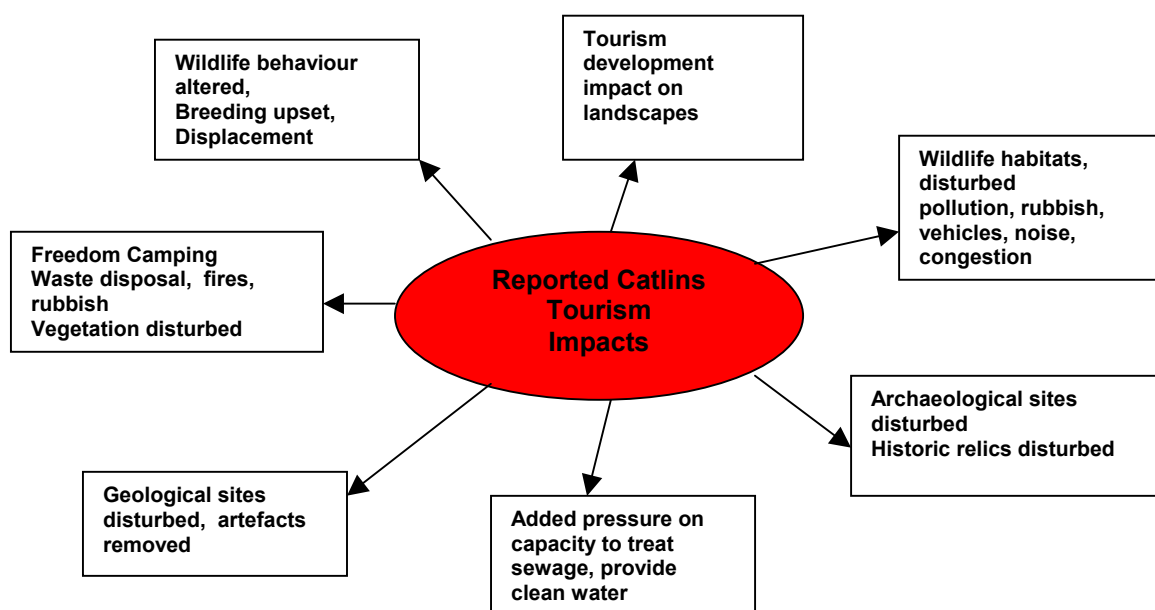 Wildlife behaviour
altered,
Breeding upset,
Displacement
Tourism
development
impact on
landscapes
Wildlife habitats,
disturbed
pollution, rubbish,
vehicles, noise,
congestion
Freedom Camping
Waste disposal, fires,
rubbish
Vegetation disturbed
Reported Catlins
Tourism
Impacts
Archaeological sites
disturbed
Historic relics disturbed
Geological sites
disturbed, artefacts
removed
Added pressure on
capacity to treat
sewage, provide
clean water